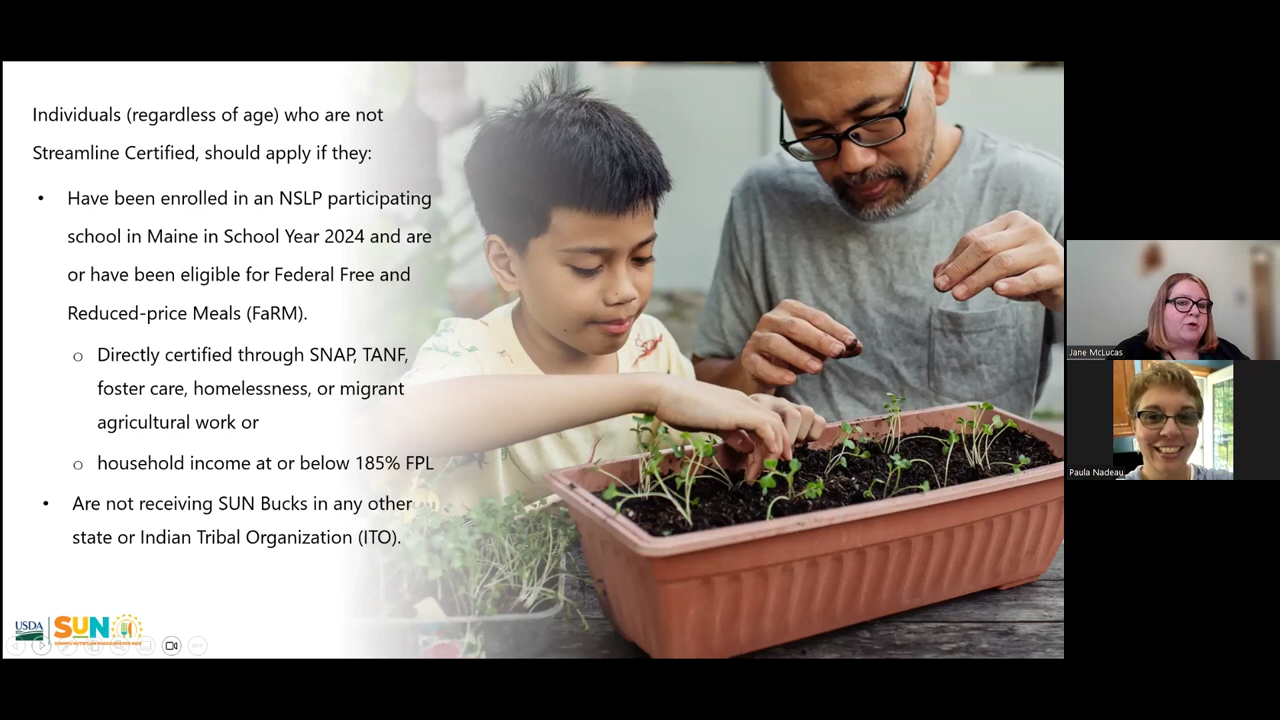 Individuals (regardless of age) who are not
Streamline Certified, should apply if they:
• Have been enrolled in an NSLP participating
school in Maine in School Year 2024 and are
or have been eligible for Federal Free and
Reduced-price Meals (FaRM).
o Directly certified through SNAP, TANF,
foster care, homelessness, or migrant
agricultural work or
o household income at or below 185% FPL
• Are not receiving SUN Bucks in any other
state or Indian Tribal Organization (ITO).
USDA
SUN
Jane McLucas
Paula Nadeau